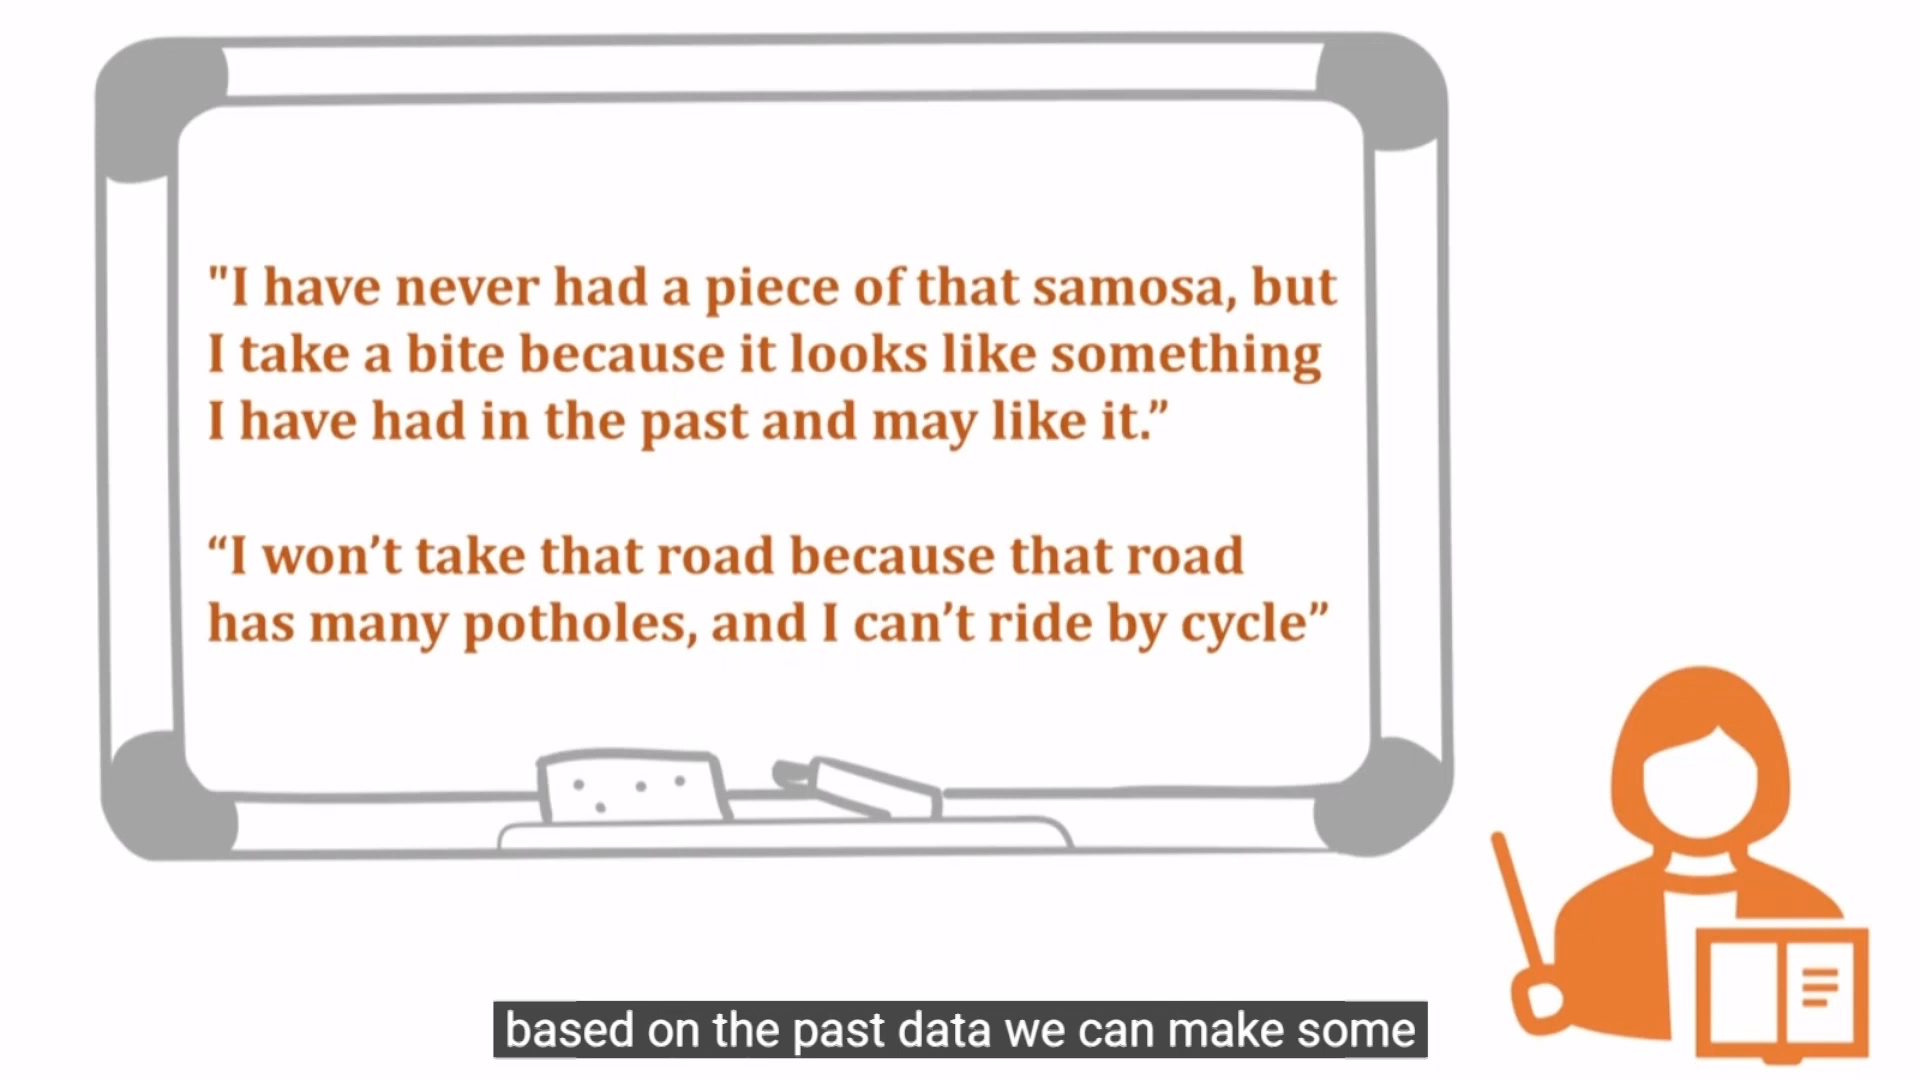 "I have never had a piece of that samosa, but
I take a bite because it looks like something
I have had in the past and may like it.”
“I won’t take that road because that road
has many potholes, and I can’t ride by cycle”
based on the past data we can make some